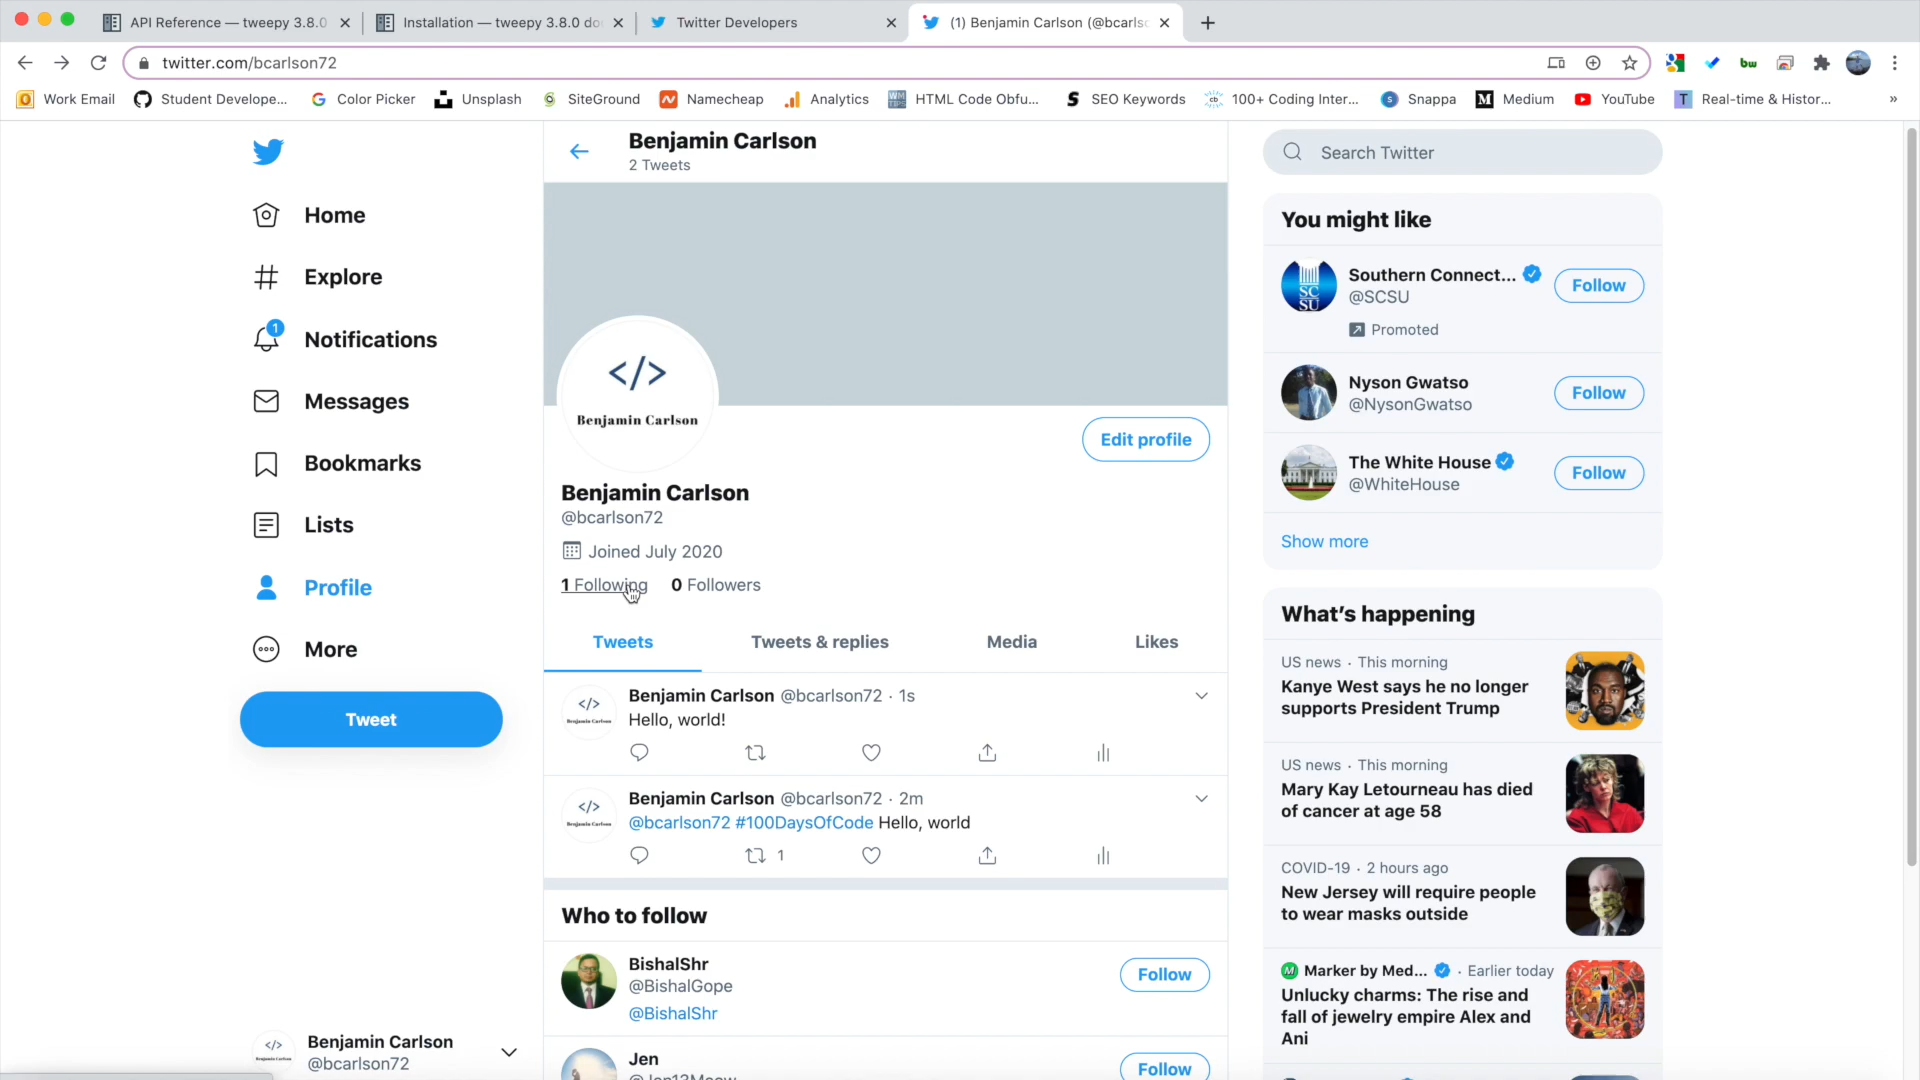 API Reference — tweepy 3.8.0
Installation — tweepy 3.8.0 do
Twitter Developers
(1) Benjamin Carlson (@bcarls
twitter.com/bcarlson72
bw
Work Email
Student Develope...
Color Picker
Unsplash
SiteGround
Namecheap
Analytics
HTML Code Obfu...
SEO Keywords
100+ Coding Inter...
Snappa
Medium
YouTube
Real-time & Histor...
Benjamin Carlson
2 Tweets
Home
Explore
1
Notifications
Messages
Bookmarks
Lists
Profile
More
Tweet
Benjamin Carlson
@bcarlson72
</>
Benjamin Carlson
Edit profile
Benjamin Carlson
@bcarlson72
Joined July 2020
1 Following 0 Followers
Tweets
Tweets & replies
Media
Likes
</>
Benjamin Carlson
Benjamin Carlson @bcarlson72 · 1s
Hello, world!
</>
Benjamin Carlson
Benjamin Carlson @bcarlson72 · 2m
@bcarlson72 #100DaysOfCode Hello, world
1
Who to follow
BishalShr
@BishalGope
@BishalShr
Follow
Jen
Follow
Search Twitter
You might like
SC
SU
Southern Connect...
@SCSU
Promoted
Follow
Nyson Gwatso
@NysonGwatso
Follow
The White House
@WhiteHouse
Follow
Show more
What's happening
US news · This morning
Kanye West says he no longer
supports President Trump
US news · This morning
Mary Kay Letourneau has died
of cancer at age 58
COVID-19 · 2 hours ago
New Jersey will require people
to wear masks outside
Marker by Med... · Earlier today
Unlucky charms: The rise and
fall of jewelry empire Alex and
Ani